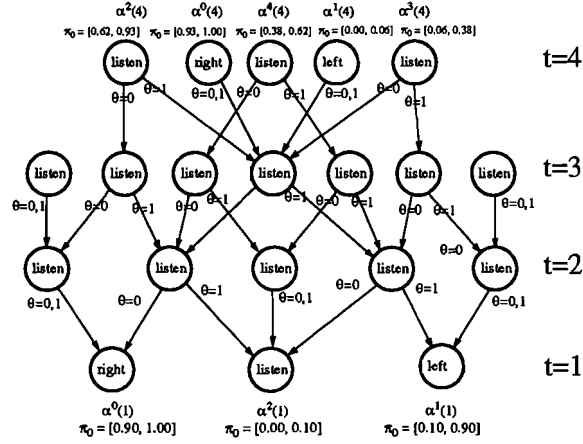 α²(4) α⁰(4) α⁴(4) α¹(4) α³(4)
π₀ = [0.62, 0.93] π₀ = [0.93, 1.00] π₀ = [0.38, 0.62] π₀ = [0.00, 0.06] π₀ = [0.06, 0.38]
listen right listen left listen t=4
θ=0 θ=1 θ=0,1 θ=0 θ=1 θ=0,1 θ=0 θ=1
listen listen listen listen listen listen listen t=3
θ=0,1 θ=0 θ=1 θ=0 θ=1 θ=1 θ=0 θ=1 θ=0 θ=1 θ=0,1
θ=0
listen listen listen listen listen t=2
θ=0,1 θ=0 θ=1 θ=0,1 θ=0 θ=1 θ=0,1
right listen left t=1
α⁰(1) α²(1) α¹(1)
π₀ = [0.90, 1.00] π₀ = [0.00, 0.10] π₀ = [0.10, 0.90]